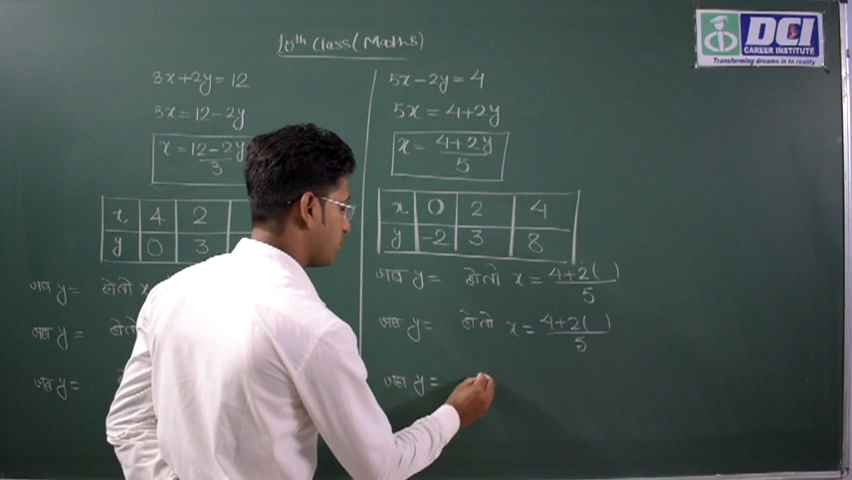 10th Class (Maths)
DCI
CAREER INSTITUTE
Transforming dreams in to reality
3x+2y=12
3x=12-2y
x=12-2y/3
x 4 2
y 0 3
जब y= हो तो x
जब y= हो तो
जब y=
5x-2y=4
5x=4+2y
x=4+2y/5
x 0 2 4
y -2 3 8
जब y= हो तो x=4+2( )/5
जब y= हो तो x=4+2( )/5
जब y=